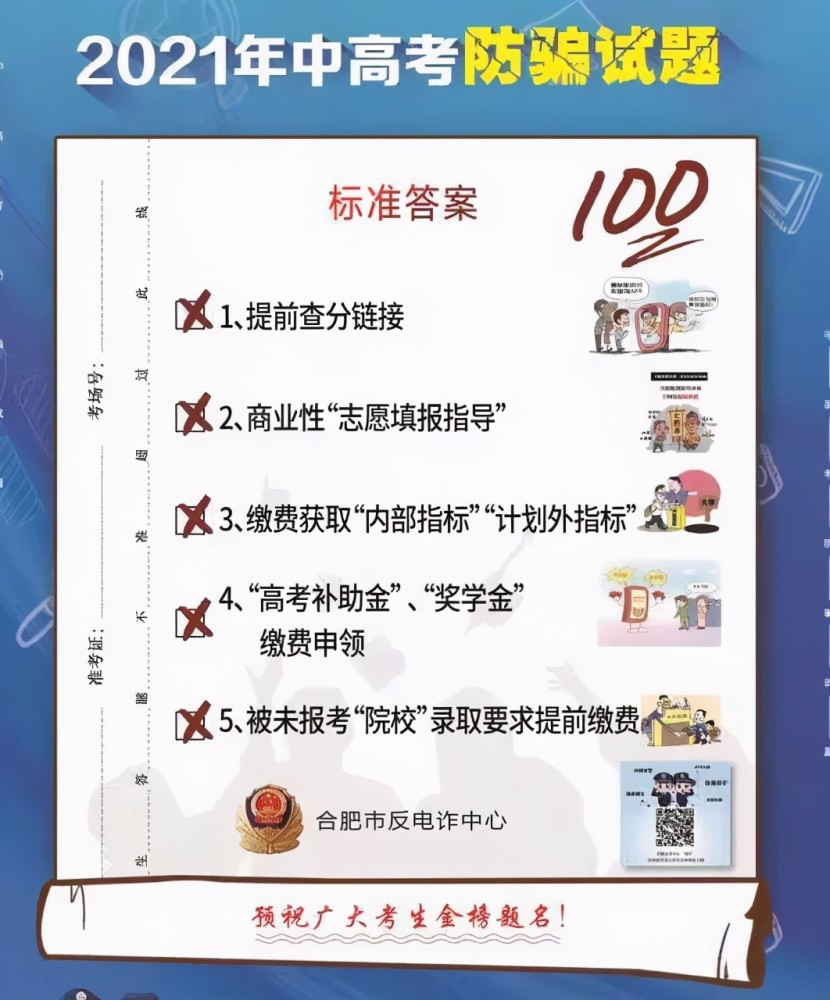 2021年中高考防骗试题
标准答案
100
1、提前查分链接
2、商业性“志愿填报指导”
3、缴费获取“内部指标”“计划外指标”
4、“高考补助金”、“奖学金”
缴费申领
5、被未报考“院校”录取要求提前缴费
合肥市反电诈中心
预祝广大考生金榜题名！
考场号：
准考证：
生答题不准超过此线